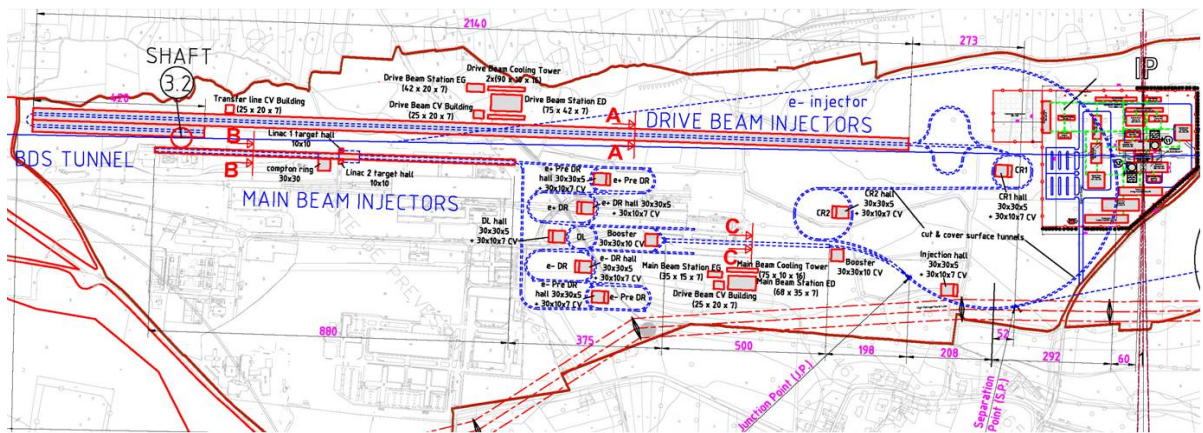 2140
273
SHAFT
3.2
420
Drive Beam Cooling Tower
2x(90 x 10 x 16)
Drive Beam Station EG
(42 x 20 x 7)
Transfer line CV Building
(25 x 20 x 7)
Drive Beam CV Building
(25 x 20 x 7)
Drive Beam Station ED
(75 x 42 x 7)
e- injector
IP
A
A
DRIVE BEAM INJECTORS
B
B
Linac 1 target hall
10x10
BDS TUNNEL
compton ring
30x30
Linac 2 target hall
10x10
MAIN BEAM INJECTORS
e+ Pre DR
hall 30x30x5
+ 30x10x7 CV
e+ Pre DR
e+ DR
e+ DR hall 30x30x5
+ 30x10x7 CV
DL hall
30x30x5
+ 30x10x7 CV
DL
Booster
30x30x10 CV
e- DR
e- DR hall
30x30x5
30x10x7 CV
e- Pre DR
hall 30x30x5
+ 30x10x7 CV
e- Pre DR
C
C
Main Beam Station EG
(35 x 15 x 7)
Main Beam Cooling Tower
(75 x 10 x 16)
Main Beam Station ED
(68 x 35 x 7)
Drive Beam CV Building
(25 x 20 x 7)
CR2
CR2 hall
30x30x5
+ 30x10x7 CV
CR1
CR1 hall
30x30x5
+ 30x10x7 CV
cut & cover surface tunnels
Booster
30x30x10 CV
Injection hall
30x30x5
+ 30x10x7 CV
880
375
500
198
208
52
292
60
Junction Point (J.P.)
Separation
Point (S.P.)